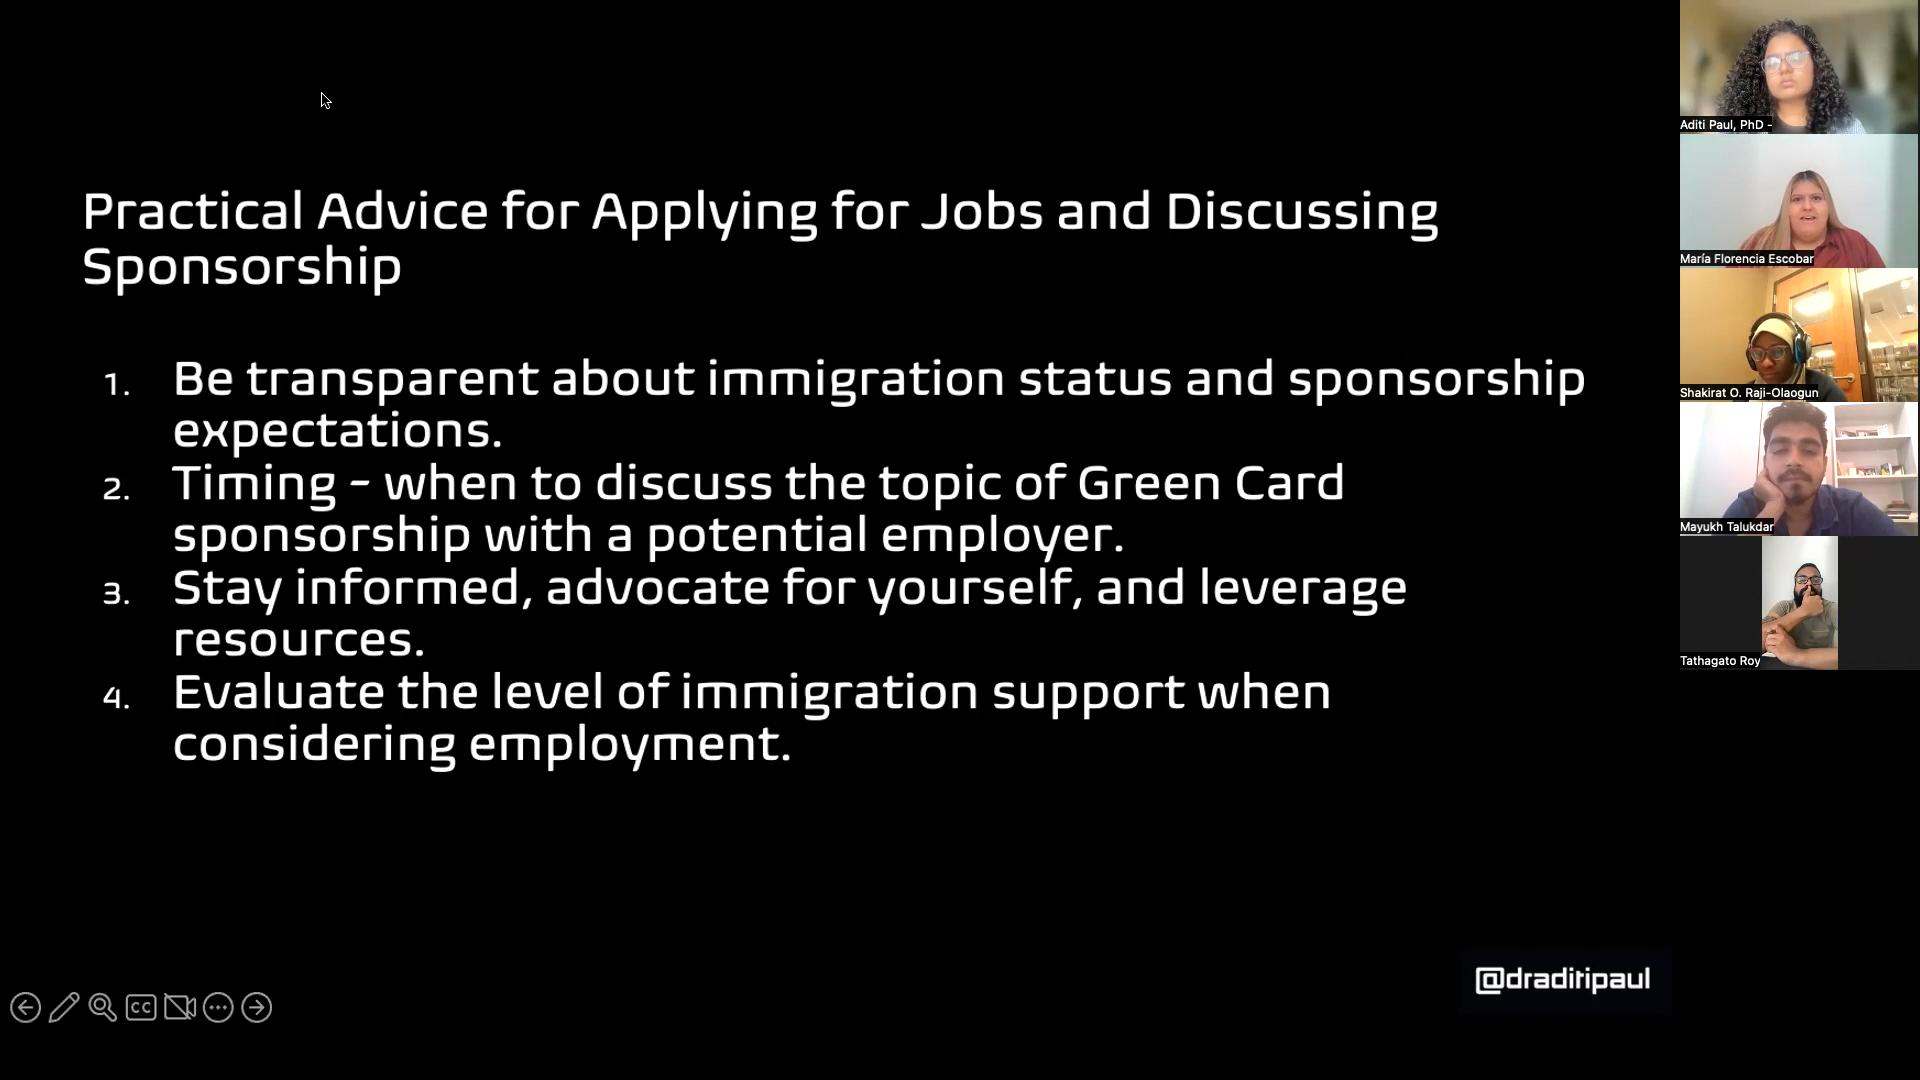 Practical Advice for Applying for Jobs and Discussing
Sponsorship
1. Be transparent about immigration status and sponsorship
expectations.
2. Timing - when to discuss the topic of Green Card
sponsorship with a potential employer.
3. Stay informed, advocate for yourself, and leverage
resources.
4. Evaluate the level of immigration support when
considering employment.
@draditipaul
CC
Aditi Paul, PhD -
María Florencia Escobar
Shakirat O. Raji-Olaogun
Mayukh Talukdar
Tathagato Roy